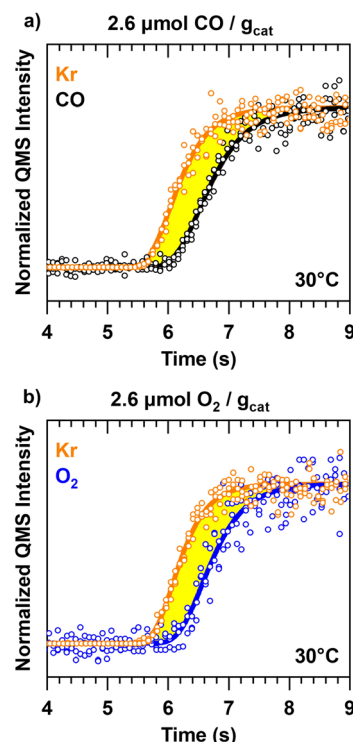 a)
2.6 µmol CO / gcat
Kr
CO
Normalized QMS Intensity
30°C
4 5 6 7 8 9
Time (s)
b)
2.6 µmol O2 / gcat
Kr
O2
Normalized QMS Intensity
30°C
4 5 6 7 8 9
Time (s)